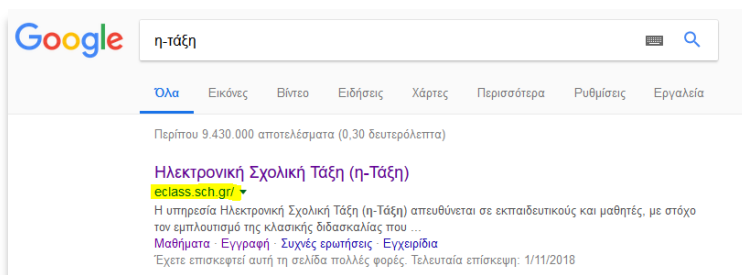 Google
η-τάξη
Όλα Εικόνες Βίντεο Ειδήσεις Χάρτες Περισσότερα Ρυθμίσεις Εργαλεία
Περίπου 9.430.000 αποτελέσματα (0,30 δευτερόλεπτα)
Ηλεκτρονική Σχολική Τάξη (η-Τάξη)
eclass.sch.gr/
Η υπηρεσία Ηλεκτρονική Σχολική Τάξη (η-Τάξη) απευθύνεται σε εκπαιδευτικούς και μαθητές, με στόχο
τον εμπλουτισμό της κλασικής διδασκαλίας που ...
Μαθήματα · Εγγραφή · Συχνές ερωτήσεις · Εγχειρίδια
Έχετε επισκεφτεί αυτή τη σελίδα πολλές φορές. Τελευταία επίσκεψη: 1/11/2018